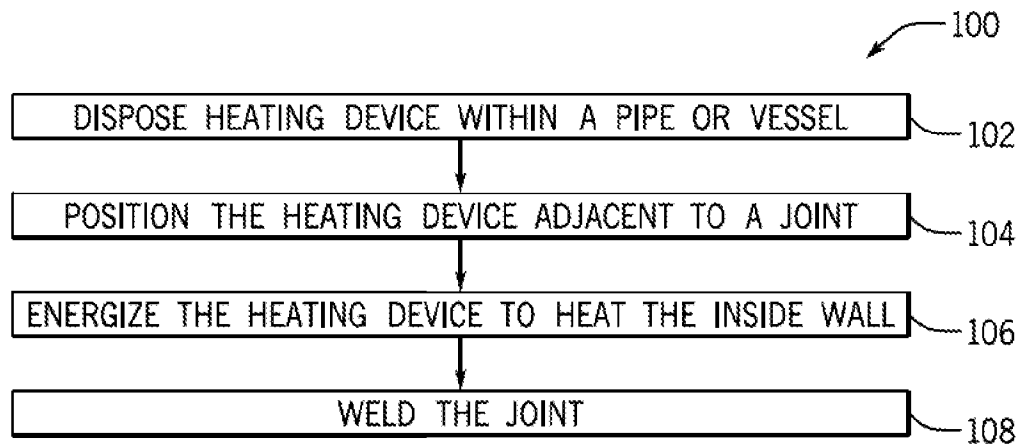 100
DISPOSE HEATING DEVICE WITHIN A PIPE OR VESSEL
102
POSITION THE HEATING DEVICE ADJACENT TO A JOINT
104
ENERGIZE THE HEATING DEVICE TO HEAT THE INSIDE WALL
106
WELD THE JOINT
108